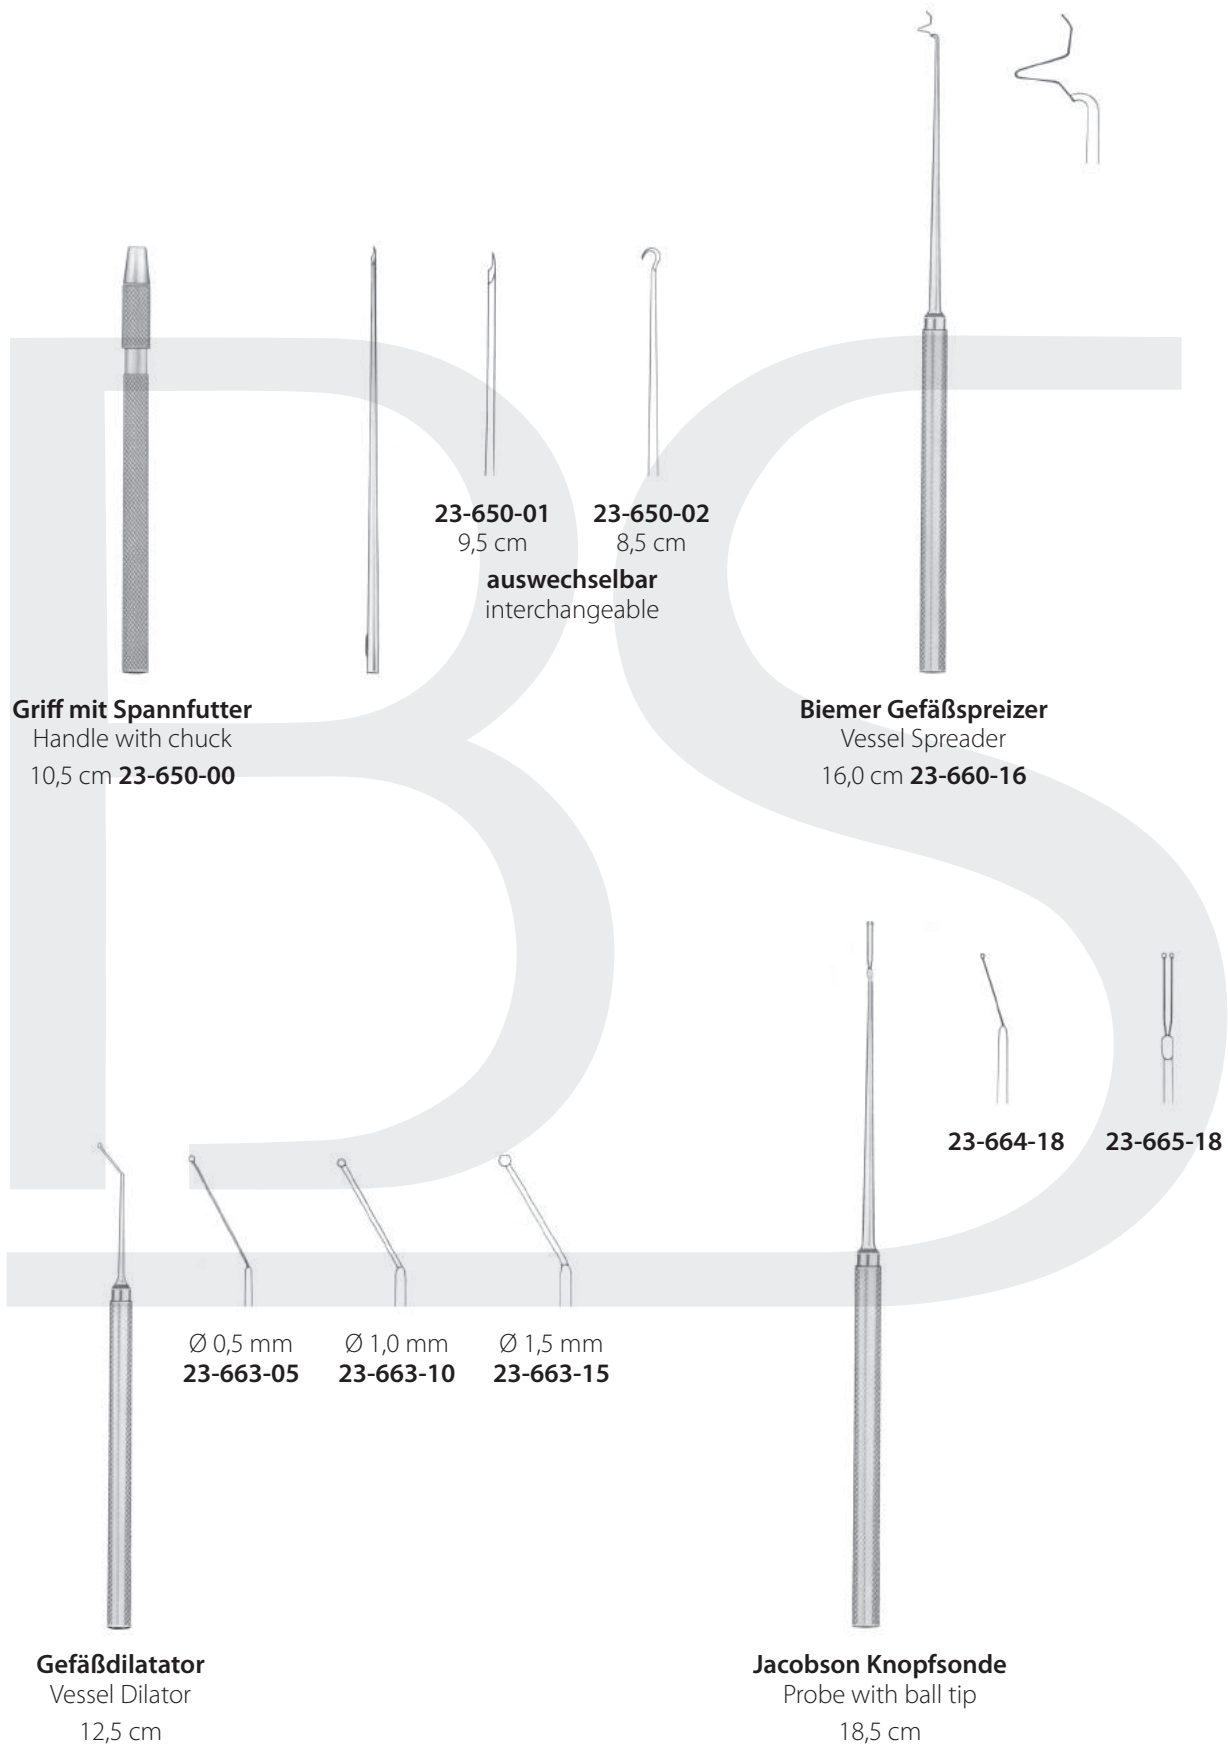 23-650-01
9,5 cm
23-650-02
8,5 cm
auswechselbar
interchangeable
Griff mit Spannfutter
Handle with chuck
10,5 cm 23-650-00
Biemer Gefäßspreizer
Vessel Spreader
16,0 cm 23-660-16
23-664-18
23-665-18
Ø 0,5 mm
23-663-05
Ø 1,0 mm
23-663-10
Ø 1,5 mm
23-663-15
Gefäßdilatator
Vessel Dilator
12,5 cm
Jacobson Knopfsonde
Probe with ball tip
18,5 cm
BS